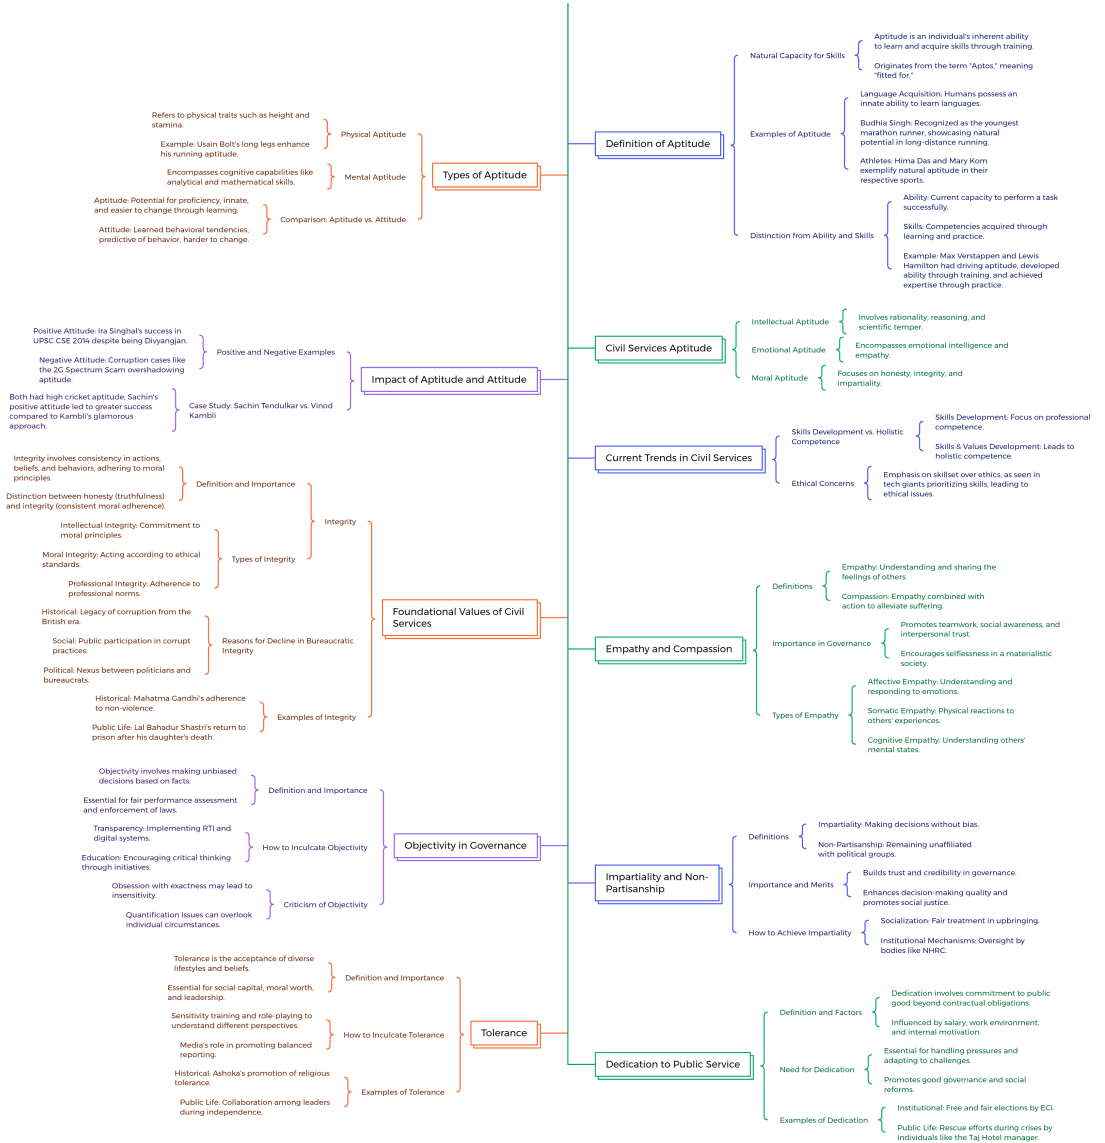 Definition of Aptitude
Natural Capacity for Skills
Aptitude is an individual's inherent ability
to learn and acquire skills through training.
Originates from the term "Aptos," meaning
"fitted for."
Examples of Aptitude
Language Acquisition: Humans possess an
innate ability to learn languages.
Budhia Singh: Recognized as the youngest
marathon runner, showcasing natural
potential in long-distance running.
Athletes: Hima Das and Mary Kom
exemplify natural aptitude in their
respective sports.
Distinction from Ability and Skills
Ability: Current capacity to perform a task
successfully.
Skills: Competencies acquired through
learning and practice.
Example: Max Verstappen and Lewis
Hamilton had driving aptitude, developed
ability through training, and achieved
expertise through practice.
Types of Aptitude
Physical Aptitude
Refers to physical traits such as height and
stamina.
Example: Usain Bolt's long legs enhance
his running aptitude.
Mental Aptitude
Encompasses cognitive capabilities like
analytical and mathematical skills.
Comparison: Aptitude vs. Attitude
Aptitude: Potential for proficiency, innate,
and easier to change through learning.
Attitude: Learned behavioral tendencies,
predictive of behavior, harder to change.
Civil Services Aptitude
Intellectual Aptitude
Involves rationality, reasoning, and
scientific temper.
Emotional Aptitude
Encompasses emotional intelligence and
empathy.
Moral Aptitude
Focuses on honesty, integrity, and
impartiality.
Impact of Aptitude and Attitude
Positive and Negative Examples
Positive Attitude: Ira Singhal's success in
UPSC CSE 2014 despite being Divyangjan.
Negative Attitude: Corruption cases like
the 2G Spectrum Scam overshadowing
aptitude.
Case Study: Sachin Tendulkar vs. Vinod
Kambli
Both had high cricket aptitude; Sachin's
positive attitude led to greater success
compared to Kambli's glamorous
approach.
Current Trends in Civil Services
Skills Development vs. Holistic
Competence
Skills Development: Focus on professional
competence.
Skills & Values Development: Leads to
holistic competence.
Ethical Concerns
Emphasis on skillset over ethics, as seen in
tech giants prioritizing skills, leading to
ethical issues.
Foundational Values of Civil
Services
Integrity
Definition and Importance
Integrity involves consistency in actions,
beliefs, and behaviors, adhering to moral
principles.
Distinction between honesty (truthfulness)
and integrity (consistent moral adherence).
Types of Integrity
Intellectual Integrity: Commitment to
moral principles.
Moral Integrity: Acting according to ethical
standards.
Professional Integrity: Adherence to
professional norms.
Reasons for Decline in Bureaucratic
Integrity
Historical: Legacy of corruption from the
British era.
Social: Public participation in corrupt
practices.
Political: Nexus between politicians and
bureaucrats.
Examples of Integrity
Historical: Mahatma Gandhi's adherence
to non-violence.
Public Life: Lal Bahadur Shastri's return to
prison after his daughter's death.
Empathy and Compassion
Definitions
Empathy: Understanding and sharing the
feelings of others.
Compassion: Empathy combined with
action to alleviate suffering.
Importance in Governance
Promotes teamwork, social awareness, and
interpersonal trust.
Encourages selflessness in a materialistic
society.
Types of Empathy
Affective Empathy: Understanding and
responding to emotions.
Somatic Empathy: Physical reactions to
others' experiences.
Cognitive Empathy: Understanding others'
mental states.
Objectivity in Governance
Definition and Importance
Objectivity involves making unbiased
decisions based on facts.
Essential for fair performance assessment
and enforcement of laws.
How to Inculcate Objectivity
Transparency: Implementing RTI and
digital systems.
Education: Encouraging critical thinking
through initiatives.
Criticism of Objectivity
Obsession with exactness may lead to
insensitivity.
Quantification issues can overlook
individual circumstances.
Impartiality and Non-
Partisanship
Definitions
Impartiality: Making decisions without bias.
Non-Partisanship: Remaining unaffiliated
with political groups.
Importance and Merits
Builds trust and credibility in governance.
Enhances decision-making quality and
promotes social justice.
How to Achieve Impartiality
Socialization: Fair treatment in upbringing.
Institutional Mechanisms: Oversight by
bodies like NHRC.
Tolerance
Definition and Importance
Tolerance is the acceptance of diverse
lifestyles and beliefs.
Essential for social capital, moral worth,
and leadership.
How to Inculcate Tolerance
Sensitivity training and role-playing to
understand different perspectives.
Media's role in promoting balanced
reporting.
Examples of Tolerance
Historical: Ashoka's promotion of religious
tolerance.
Public Life: Collaboration among leaders
during independence.
Dedication to Public Service
Definition and Factors
Dedication involves commitment to public
good beyond contractual obligations.
Influenced by salary, work environment,
and internal motivation.
Need for Dedication
Essential for handling pressures and
adapting to challenges.
Promotes good governance and social
reforms.
Examples of Dedication
Institutional: Free and fair elections by ECI.
Public Life: Rescue efforts during crises by
individuals like the Taj Hotel manager.